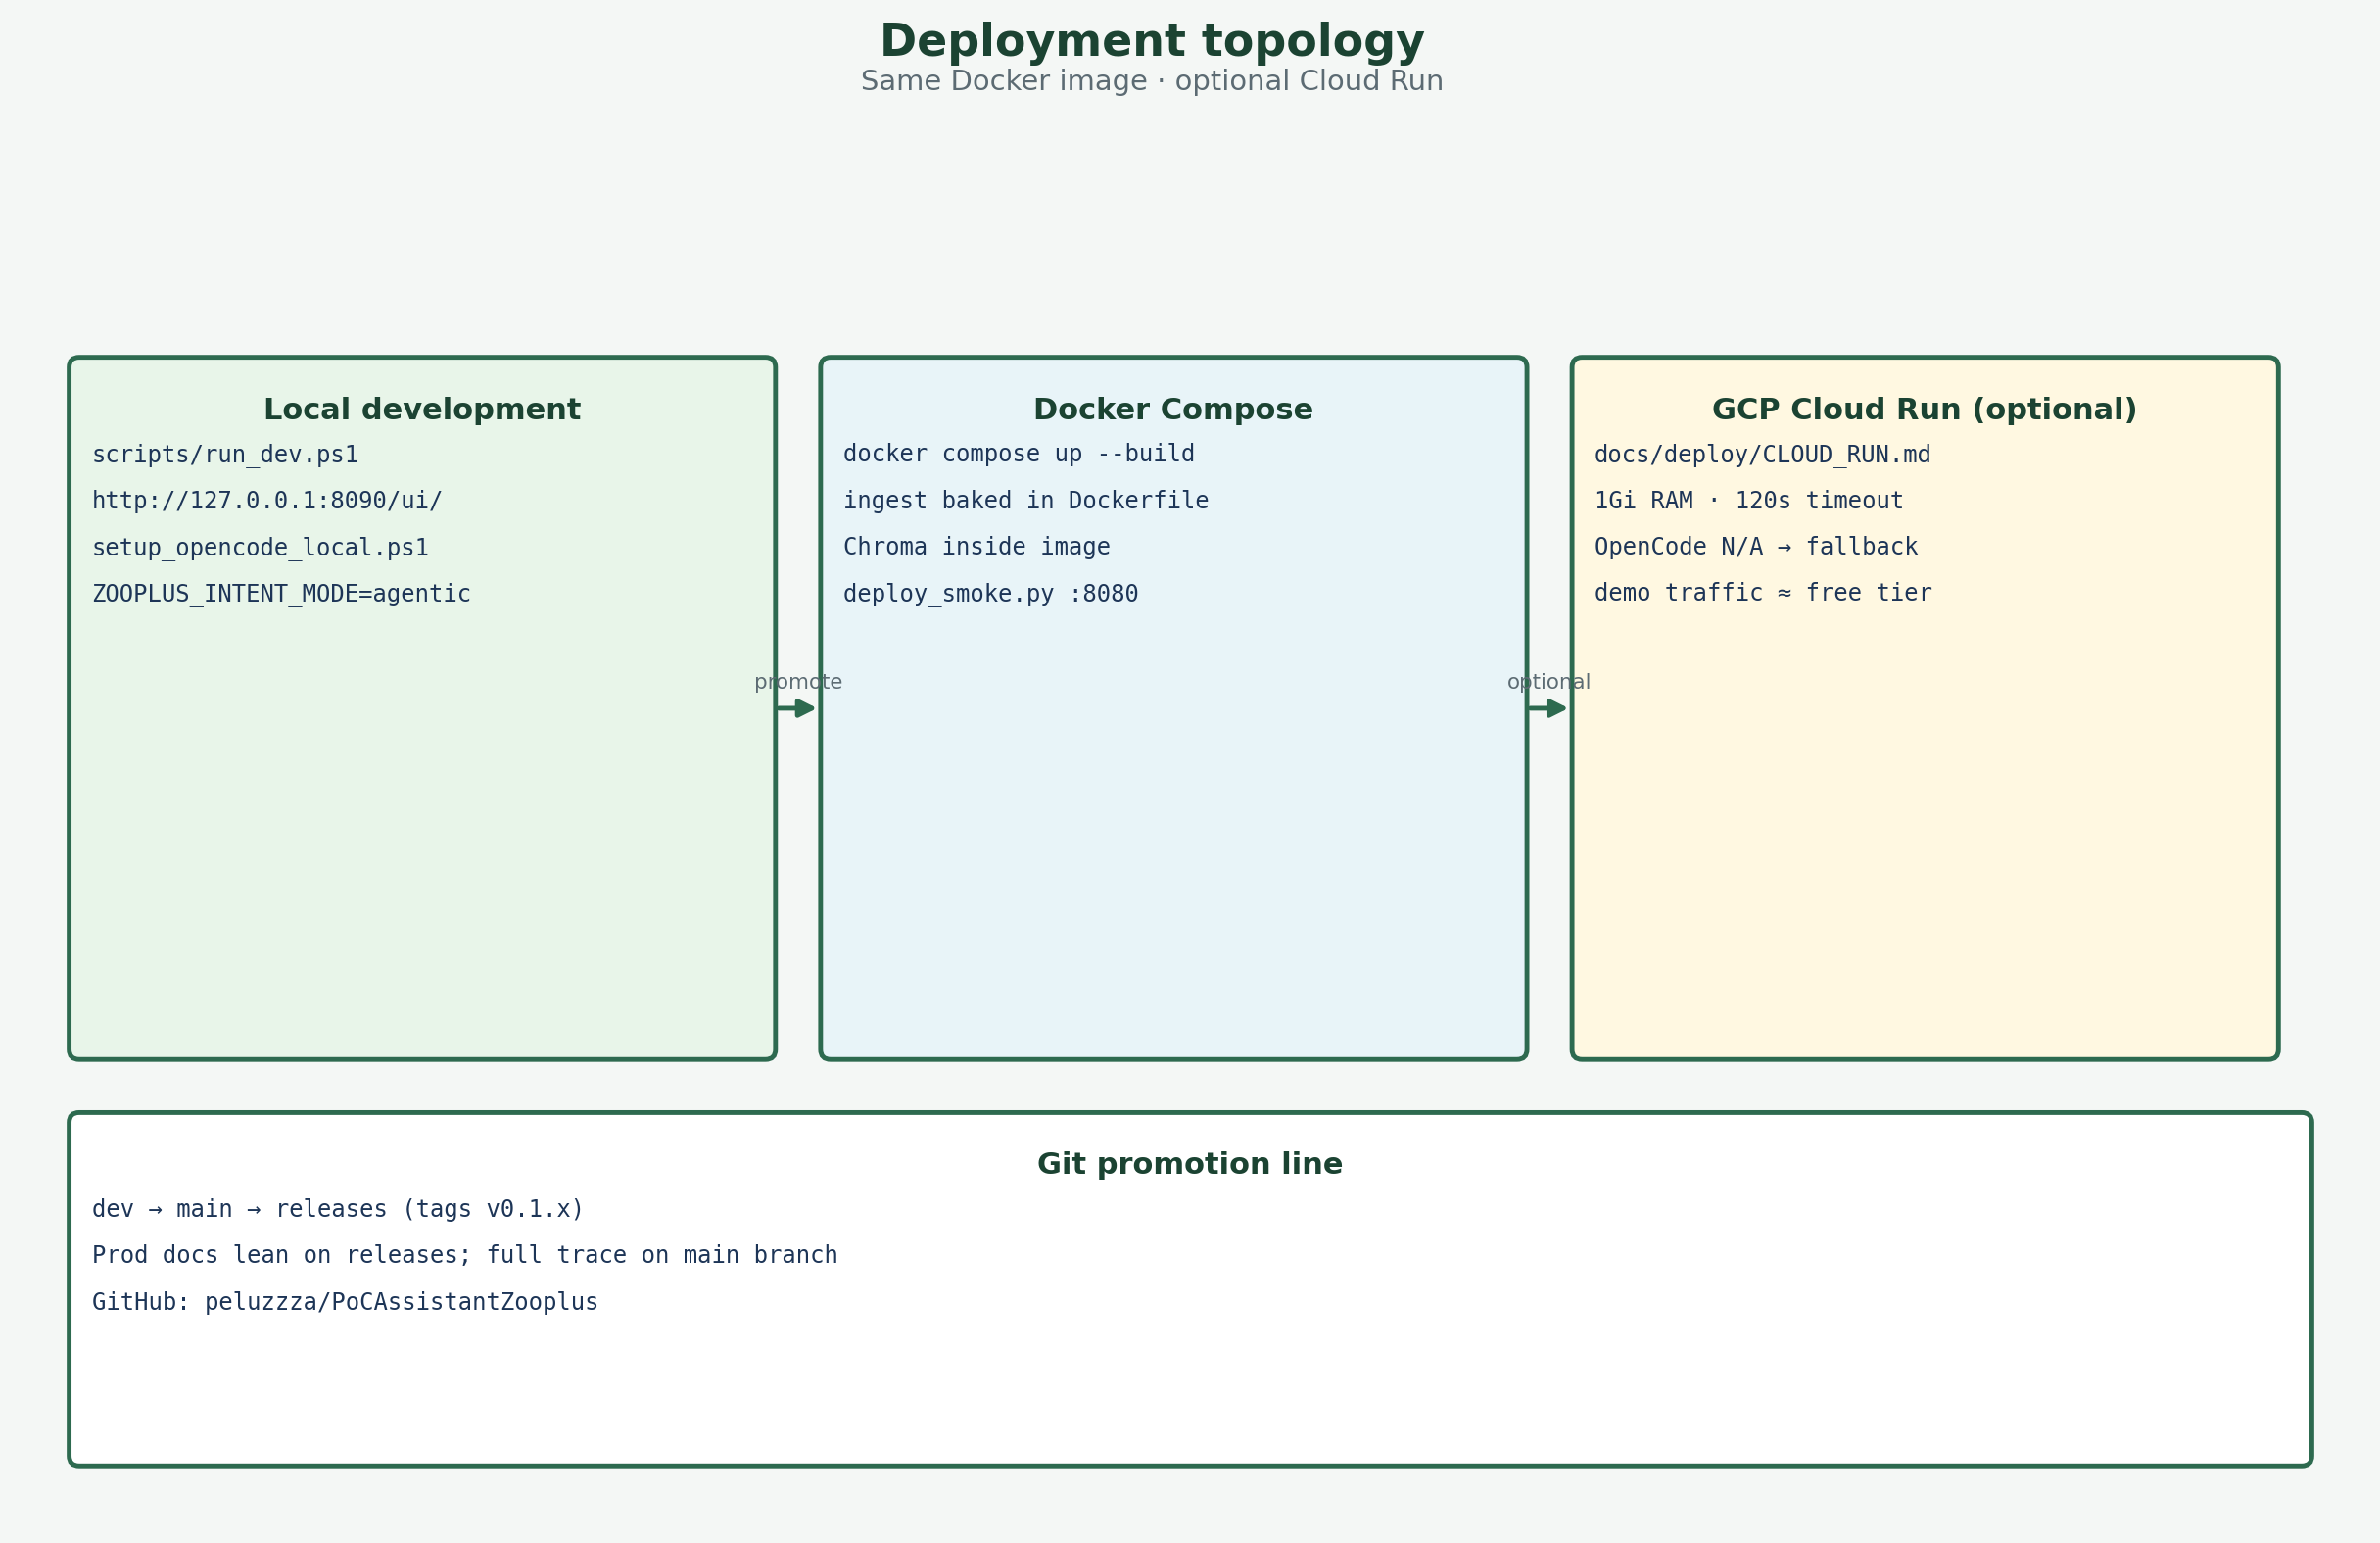 Deployment topology
Same Docker image · optional Cloud Run
Local development
scripts/run_dev.ps1
http://127.0.0.1:8090/ui/
setup_opencode_local.ps1
ZOOPLUS_INTENT_MODE=agentic
promote
Docker Compose
docker compose up --build
ingest baked in Dockerfile
Chroma inside image
deploy_smoke.py :8080
optional
GCP Cloud Run (optional)
docs/deploy/CLOUD_RUN.md
1Gi RAM · 120s timeout
OpenCode N/A → fallback
demo traffic ≈ free tier
Git promotion line
dev → main → releases (tags v0.1.x)
Prod docs lean on releases; full trace on main branch
GitHub: peluzzza/PoCAssistantZooplus